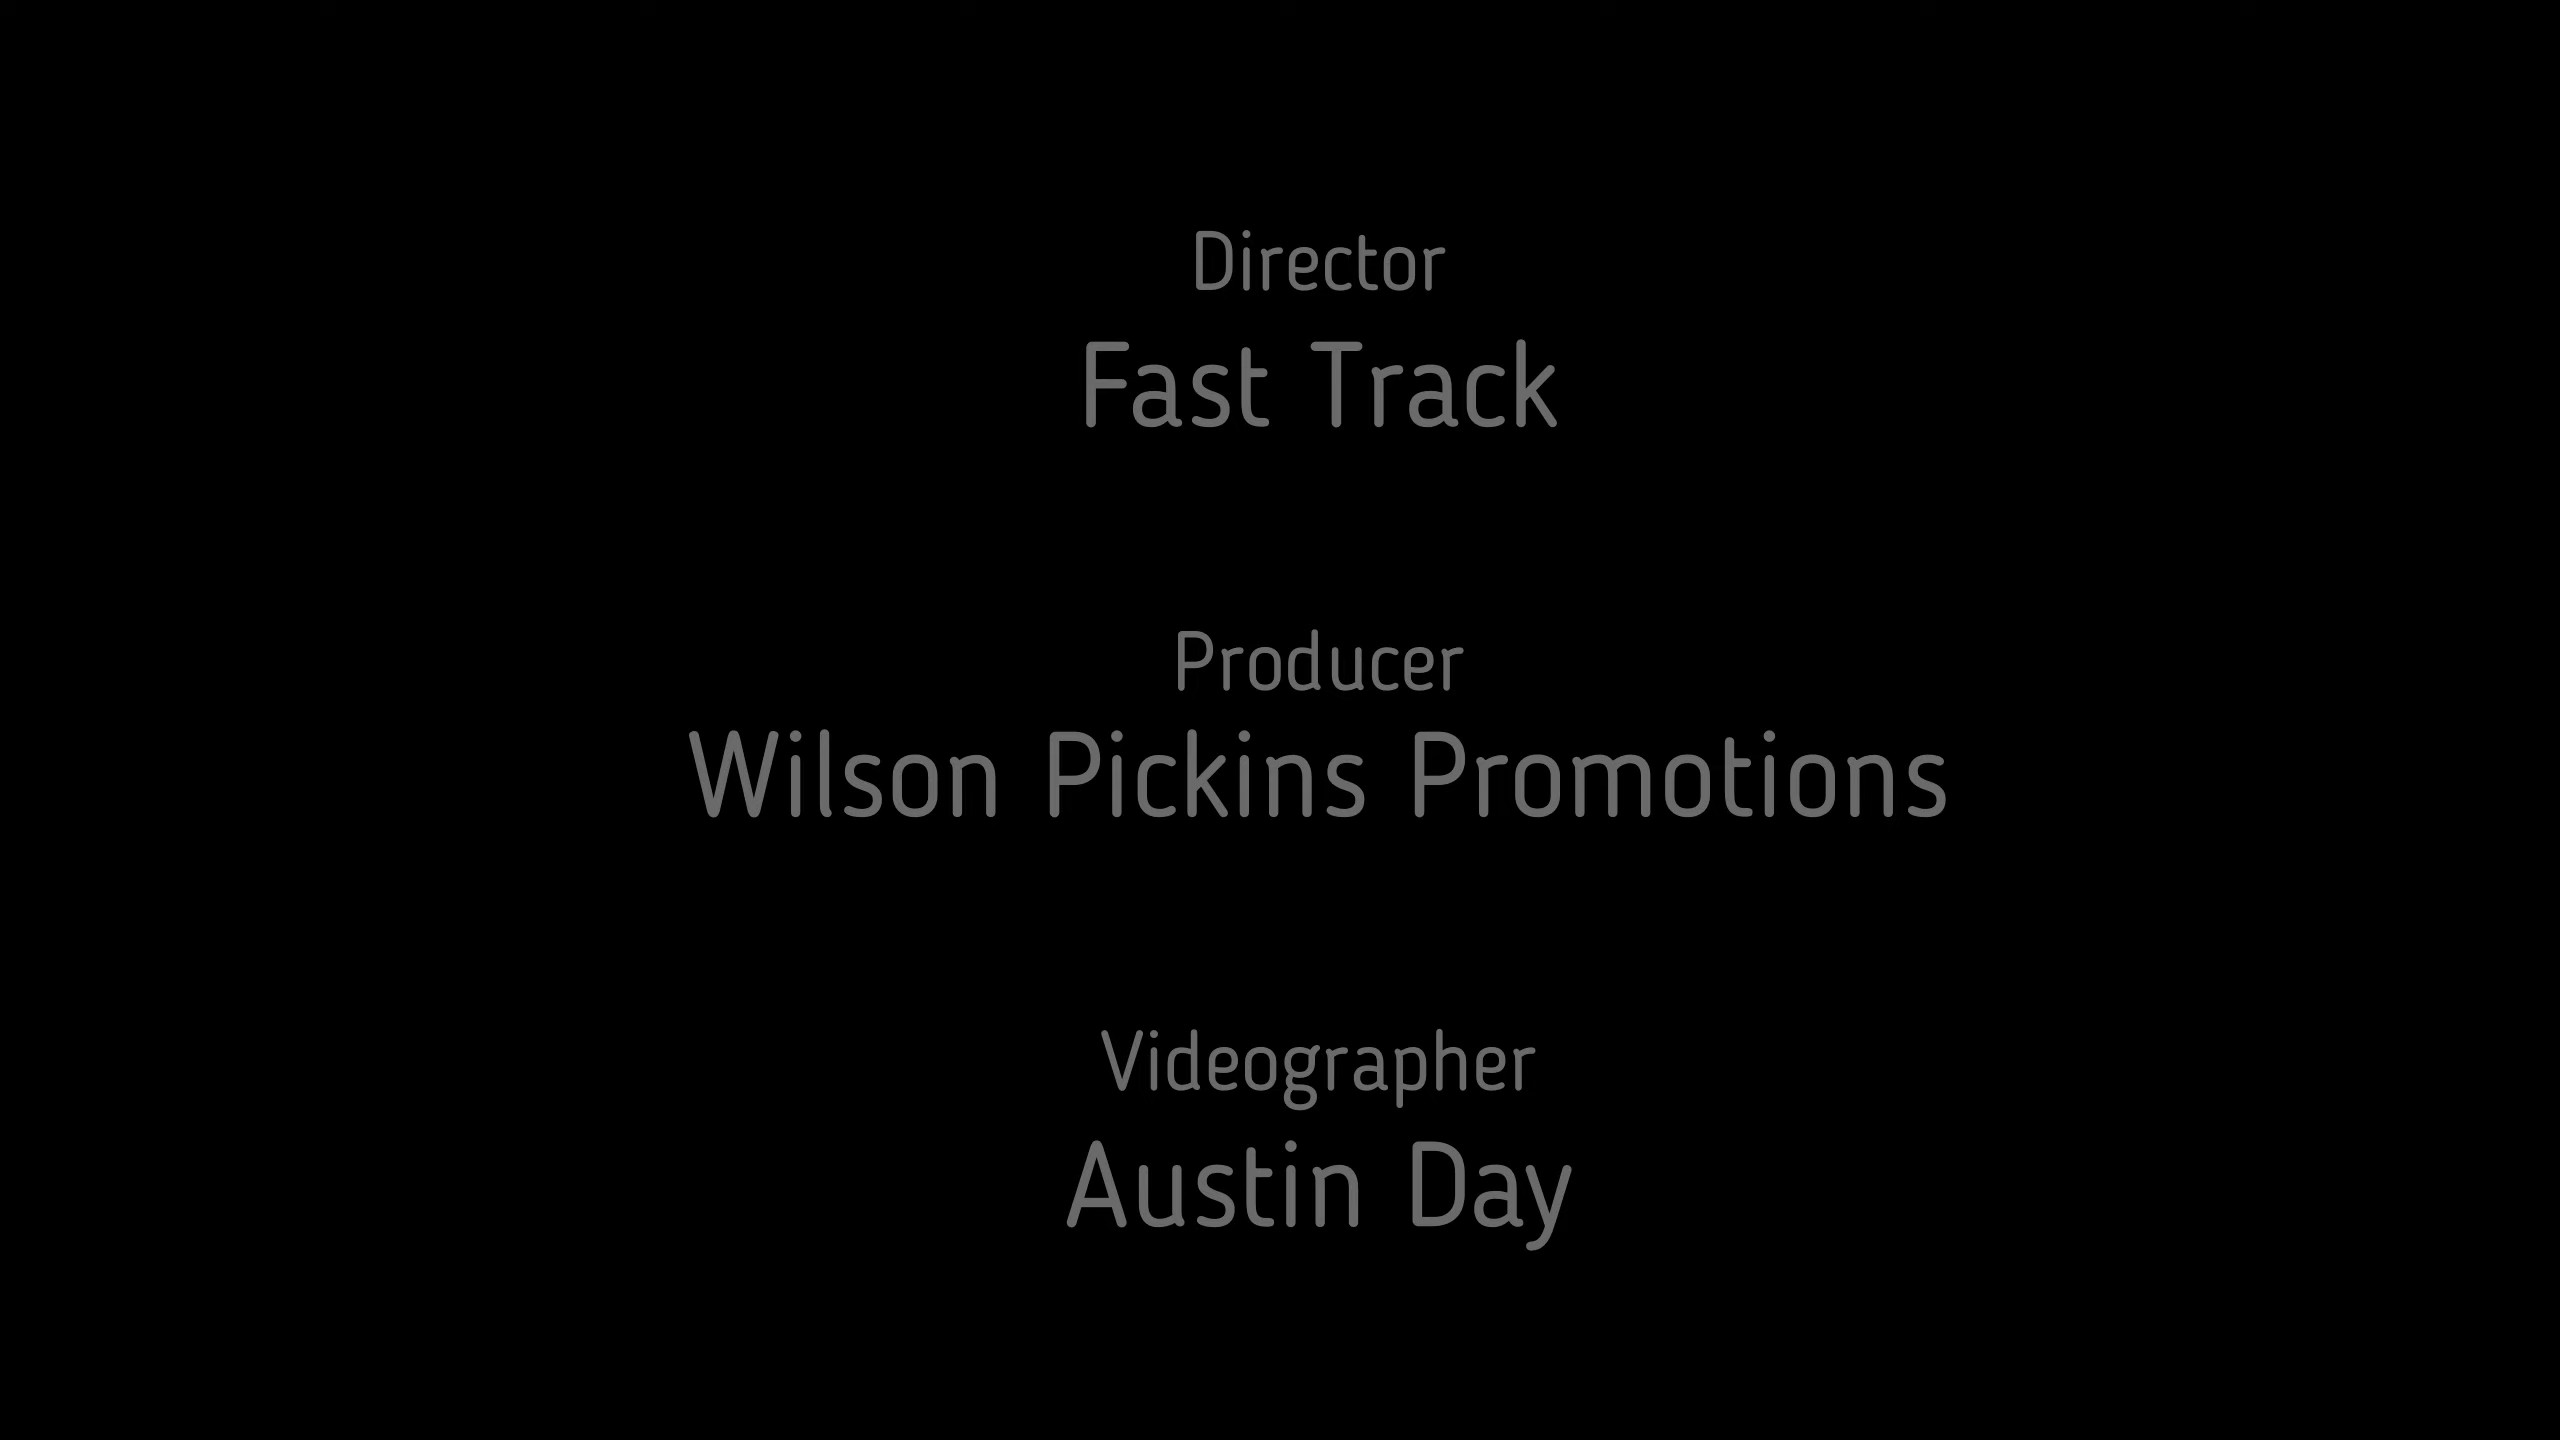 Director
Fast Track
Producer
Wilson Pickins Promotions
Videographer
Austin Day